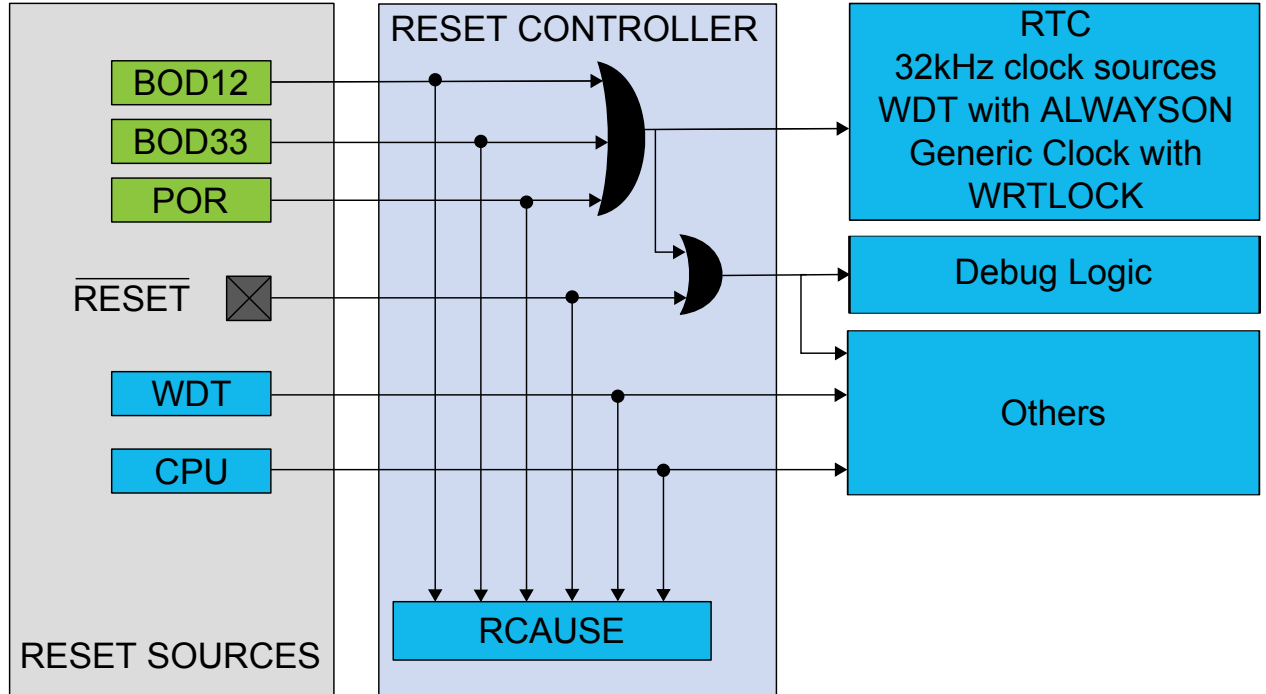 RESET CONTROLLER
BOD12
BOD33
POR
RESET
WDT
CPU
RESET SOURCES
RCAUSE
RTC
32kHz clock sources
WDT with ALWAYSON
Generic Clock with
WRTLOCK
Debug Logic
Others